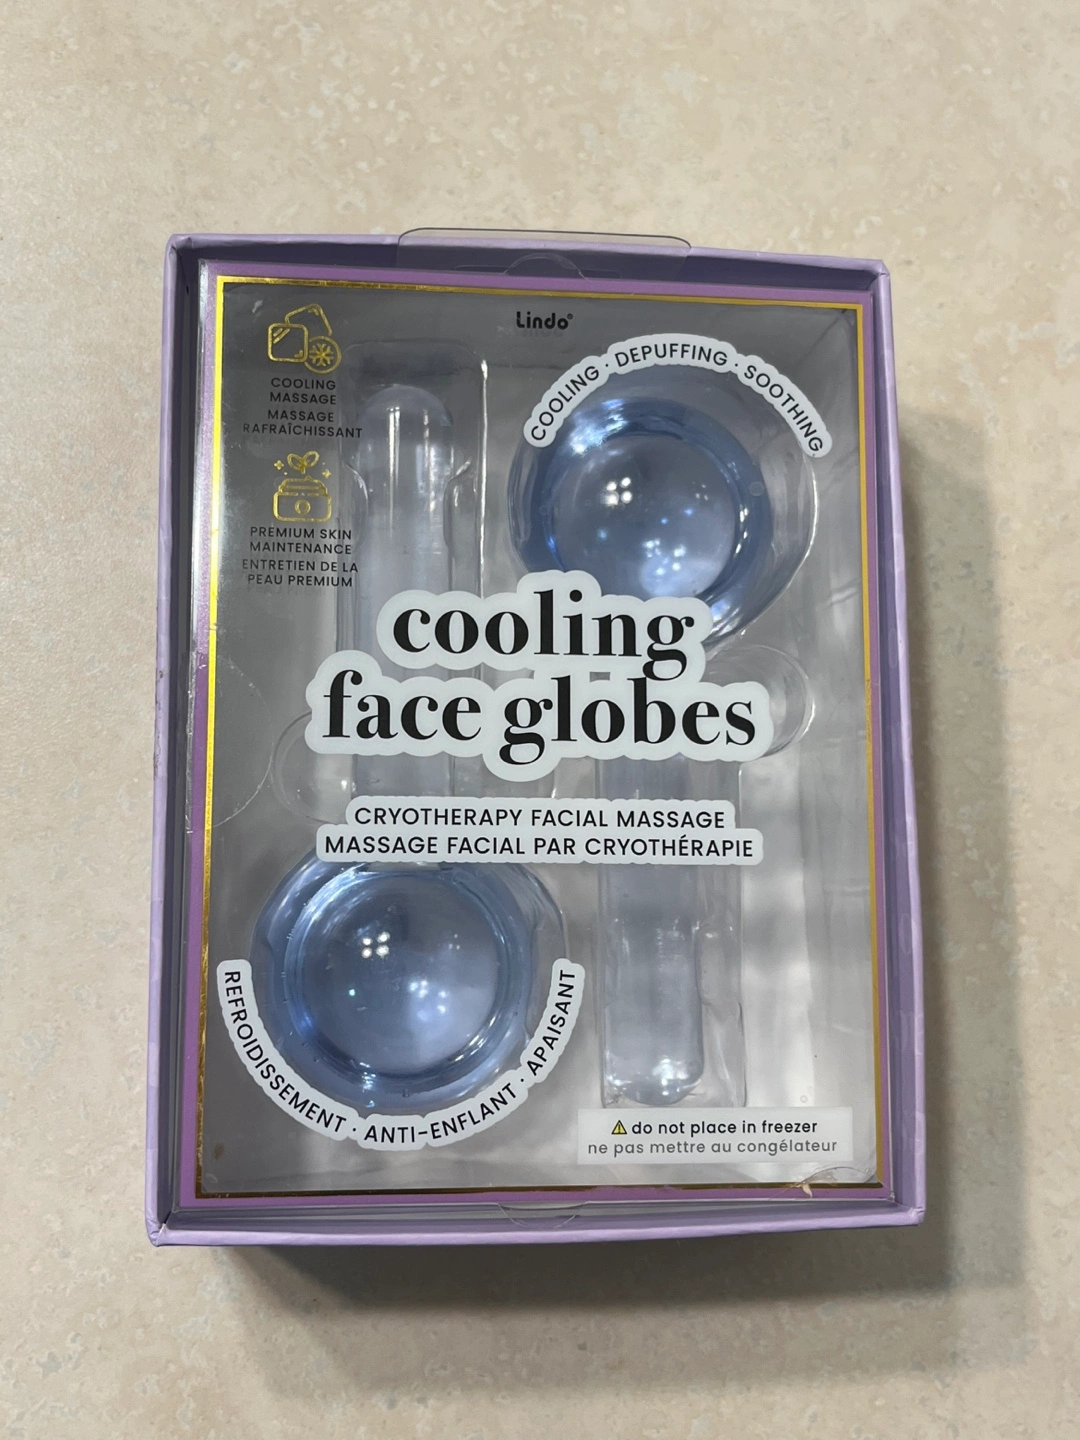 Lindo®
COOLING · DEPUFFING · SOOTHING
COOLING
MASSAGE
MASSAGE
RAFRAÎCHISSANT
PREMIUM SKIN
MAINTENANCE
ENTRETIEN DE LA
PEAU PREMIUM
cooling
face globes
CRYOTHERAPY FACIAL MASSAGE
MASSAGE FACIAL PAR CRYOTHÉRAPIE
REFROIDISSEMENT · ANTI-ENFLANT · APAISANT
do not place in freezer
ne pas mettre au congélateur